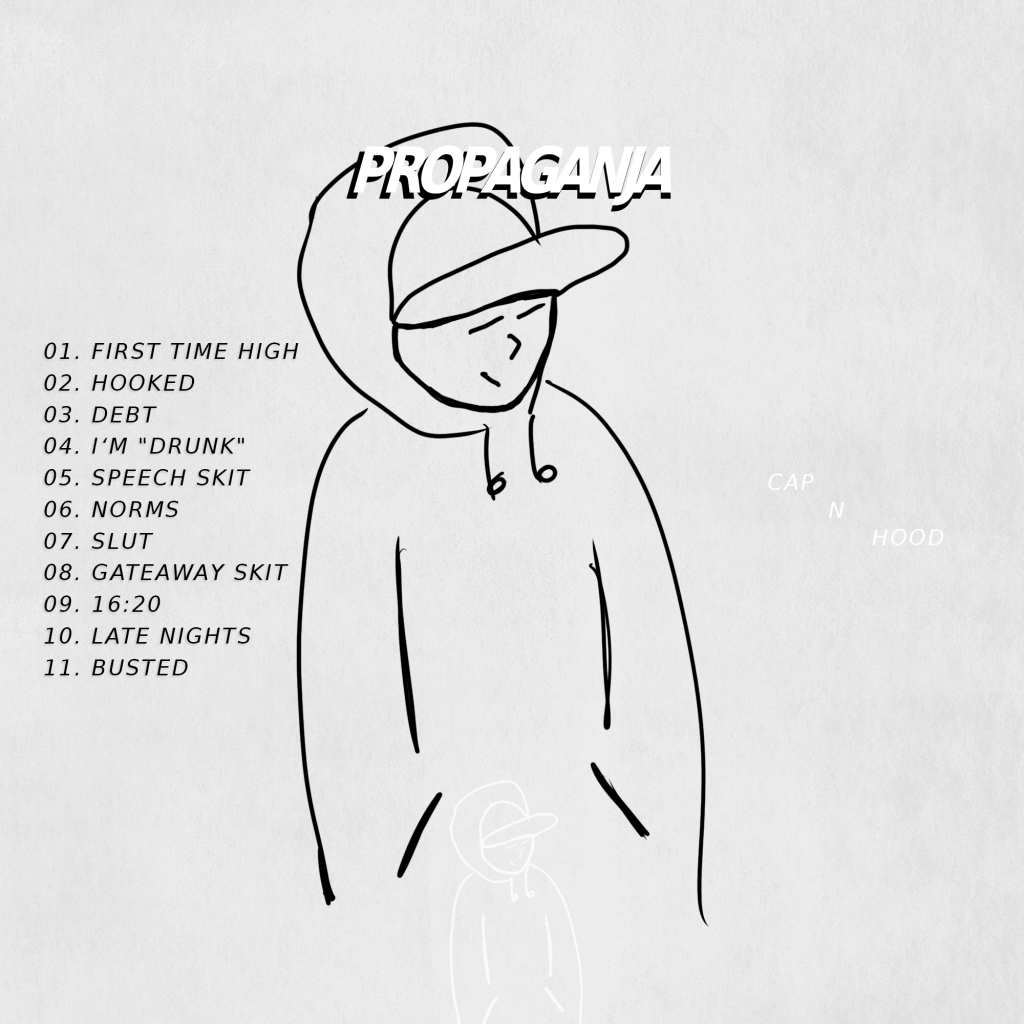 PROPAGANJA
01. FIRST TIME HIGH
02. HOOKED
03. DEBT
04. I‘M "DRUNK"
05. SPEECH SKIT
06. NORMS
07. SLUT
08. GATEAWAY SKIT
09. 16:20
10. LATE NIGHTS
11. BUSTED
CAP
N
HOOD